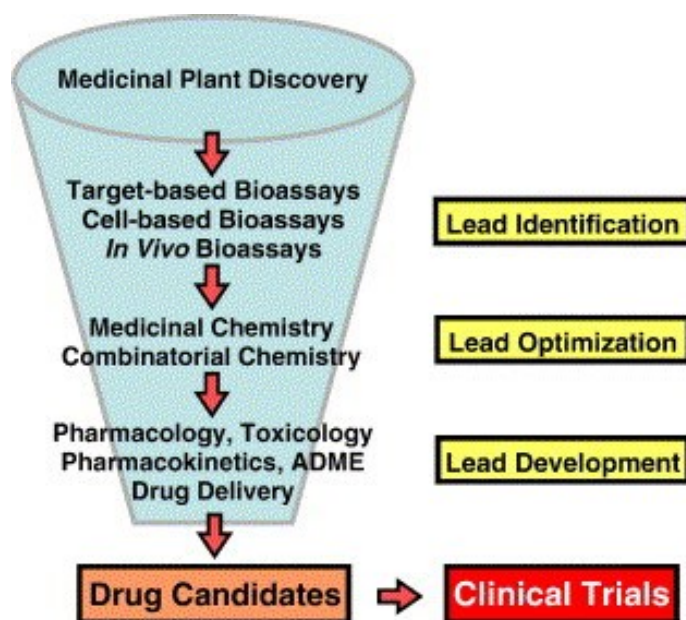 Medicinal Plant Discovery
Target-based Bioassays
Cell-based Bioassays
In Vivo Bioassays
Lead Identification
Medicinal Chemistry
Combinatorial Chemistry
Lead Optimization
Pharmacology, Toxicology
Pharmacokinetics, ADME
Drug Delivery
Lead Development
Drug Candidates
Clinical Trials